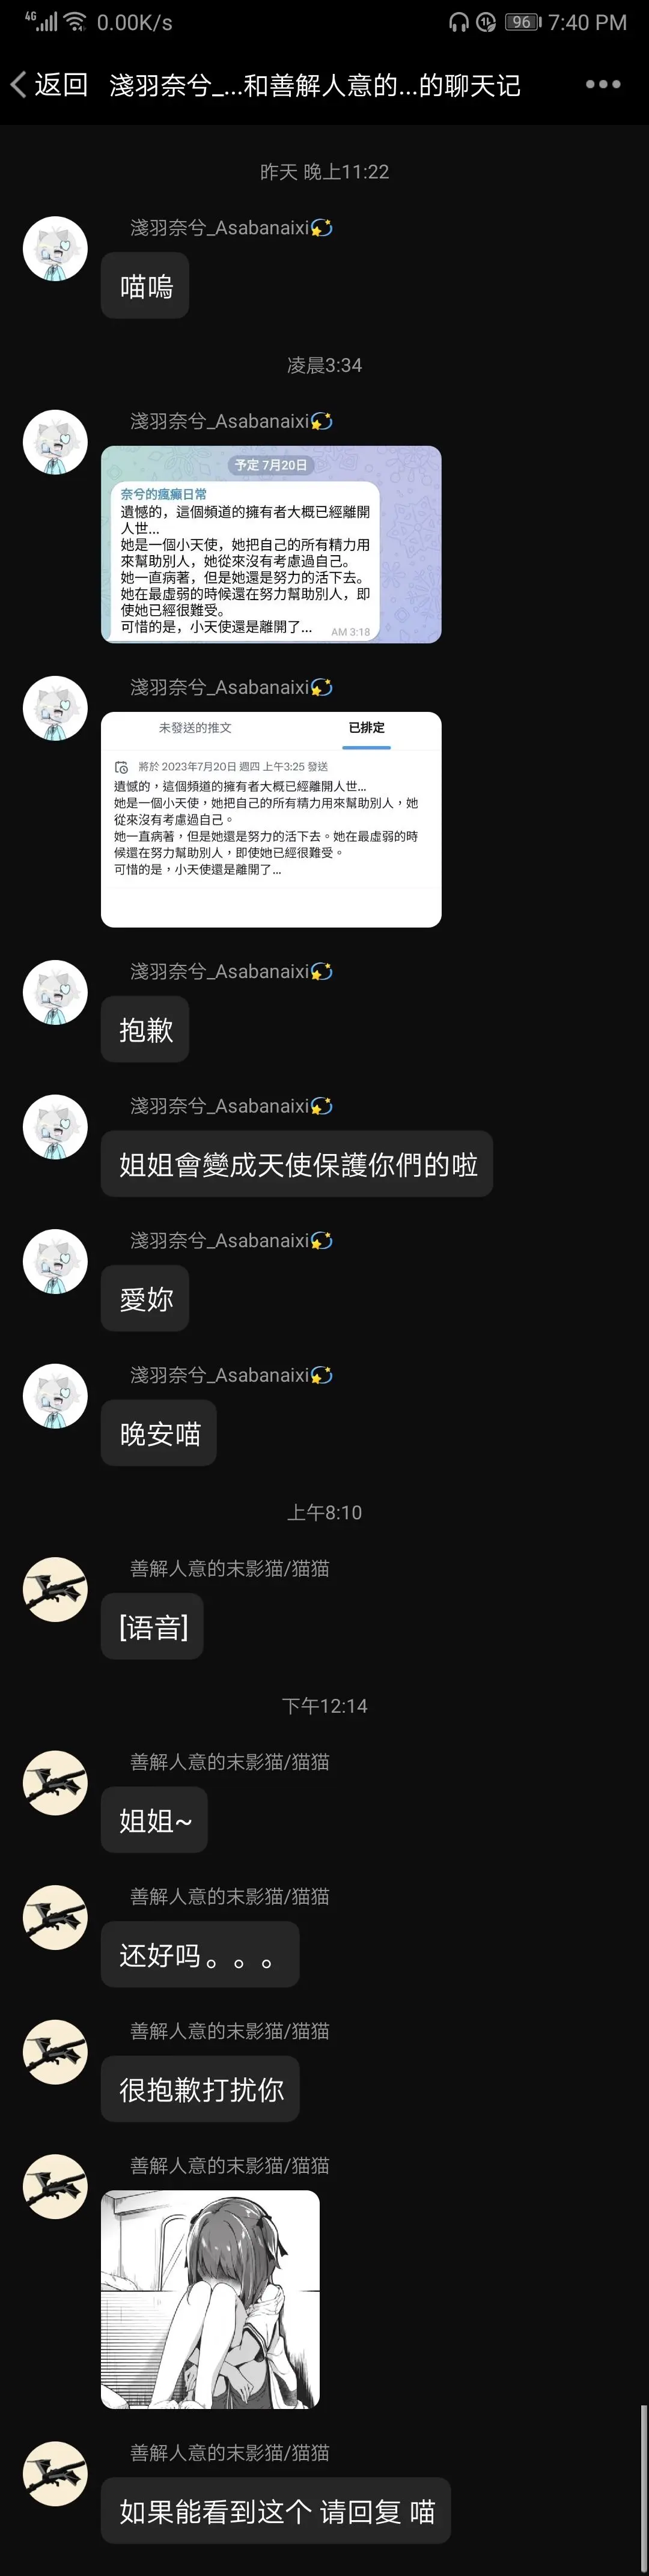 4G 0.00K/s 96 7:40 PM
返回 淺羽奈兮_...和善解人意的...的聊天记
昨天 晚上11:22
淺羽奈兮_Asabanaixi💫
喵嗚
凌晨3:34
淺羽奈兮_Asabanaixi💫
予定 7月20日
奈兮的瘋癲日常
遺憾的，這個頻道的擁有者大概已經離開
人世...
她是一個小天使，她把自己的所有精力用
來幫助別人，她從來沒有考慮過自己。
她一直病著，但是她還是努力的活下去。
她在最虛弱的時候還在努力幫助別人，即
使她已經很難受。
可惜的是，小天使還是離開了...
AM 3:18
淺羽奈兮_Asabanaixi💫
未發送的推文 已排定
將於 2023年7月20日 週四 上午3:25 發送
遺憾的，這個頻道的擁有者大概已經離開人世...
她是一個小天使，她把自己的所有精力用來幫助別人，她
從來沒有考慮過自己。
她一直病著，但是她還是努力的活下去。她在最虛弱的時
候還在努力幫助別人，即使她已經很難受。
可惜的是，小天使還是離開了...
淺羽奈兮_Asabanaixi💫
抱歉
淺羽奈兮_Asabanaixi💫
姐姐會變成天使保護你們的啦
淺羽奈兮_Asabanaixi💫
愛妳
淺羽奈兮_Asabanaixi💫
晚安喵
上午8:10
善解人意的末影猫/猫猫
[语音]
下午12:14
善解人意的末影猫/猫猫
姐姐~
善解人意的末影猫/猫猫
还好吗。。。
善解人意的末影猫/猫猫
很抱歉打扰你
善解人意的末影猫/猫猫
善解人意的末影猫/猫猫
如果能看到这个 请回复 喵